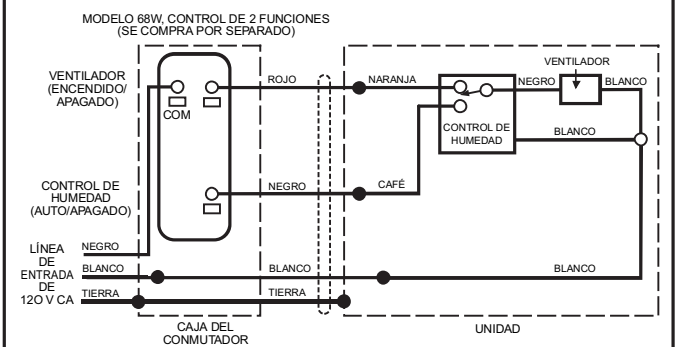 MODELO 68W, CONTROL DE 2 FUNCIONES
(SE COMPRA POR SEPARADO)
VENTILADOR
(ENCENDIDO/
APAGADO)
COM
ROJO
NARANJA
VENTILADOR
NEGRO
BLANCO
CONTROL DE
HUMEDAD
BLANCO
CONTROL DE
HUMEDAD
(AUTO/APAGADO)
NEGRO
CAFÉ
LÍNEA
DE
ENTRADA
DE
12O V CA
NEGRO
BLANCO
BLANCO
BLANCO
TIERRA
TIERRA
CAJA DEL
CONMUTADOR
UNIDAD